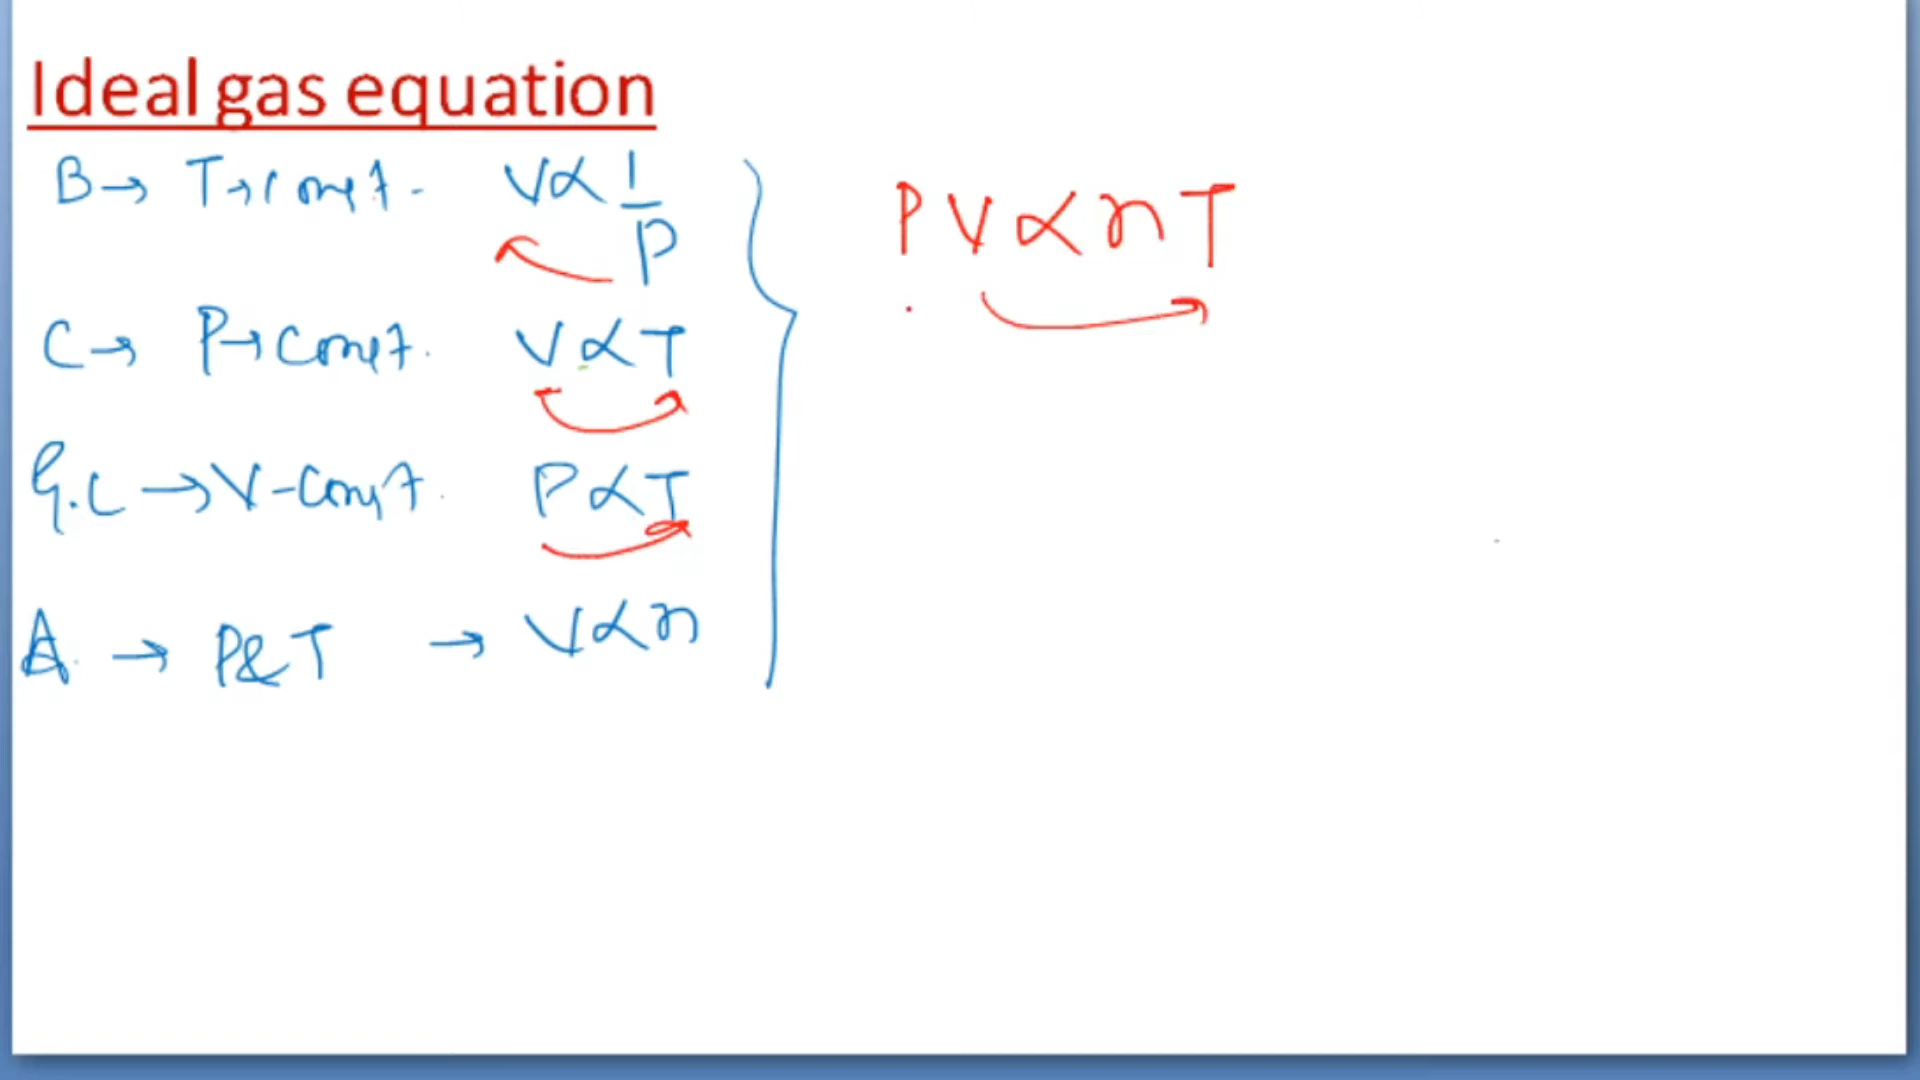 Ideal gas equation
B → T → const. V ∝ 1/P
C → P → const. V ∝ T
G.C → V - const. P ∝ T
A. → P & T → V ∝ n
PV ∝ nT